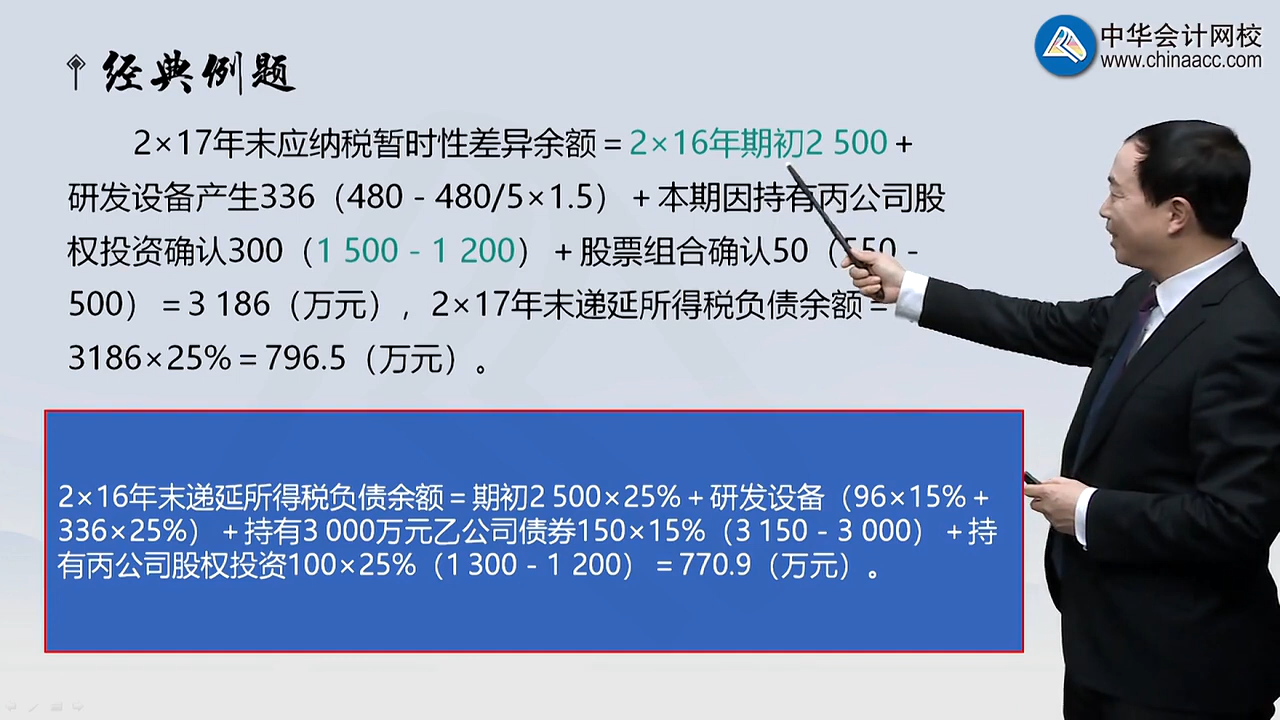 中华会计网校
www.chinaacc.com
经典例题
2×17年末应纳税暂时性差异余额＝2×16年期初2 500＋
研发设备产生336（480－480/5×1.5）＋本期因持有丙公司股
权投资确认300（1 500－1 200）＋股票组合确认50（550－
500）＝3 186（万元），2×17年末递延所得税负债余额＝
3186×25%＝796.5（万元）。
2×16年末递延所得税负债余额＝期初2 500×25%＋研发设备（96×15%＋
336×25%）＋持有3 000万元乙公司债券150×15%（3 150－3 000）＋持
有丙公司股权投资100×25%（1 300－1 200）＝770.9（万元）。